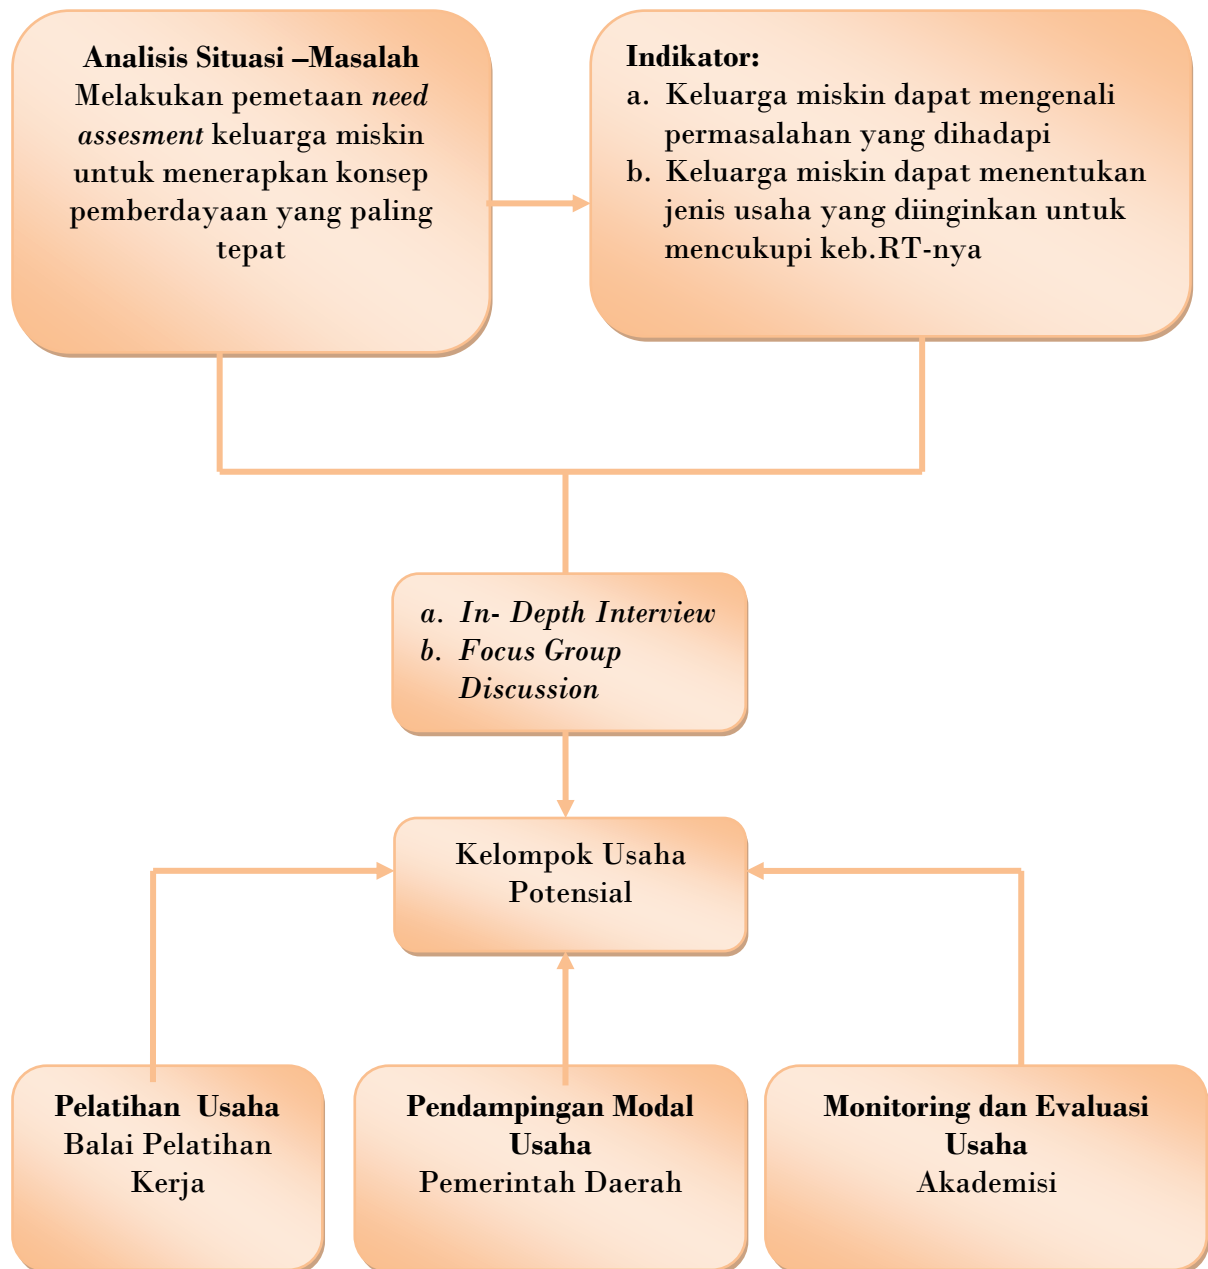 Analisis Situasi –Masalah
Melakukan pemetaan need
assesment keluarga miskin
untuk menerapkan konsep
pemberdayaan yang paling
tepat
Indikator:
a. Keluarga miskin dapat mengenali
permasalahan yang dihadapi
b. Keluarga miskin dapat menentukan
jenis usaha yang diinginkan untuk
mencukupi keb.RT-nya
a. In- Depth Interview
b. Focus Group
Discussion
Kelompok Usaha
Potensial
Pelatihan Usaha
Balai Pelatihan
Kerja
Pendampingan Modal
Usaha
Pemerintah Daerah
Monitoring dan Evaluasi
Usaha
Akademisi